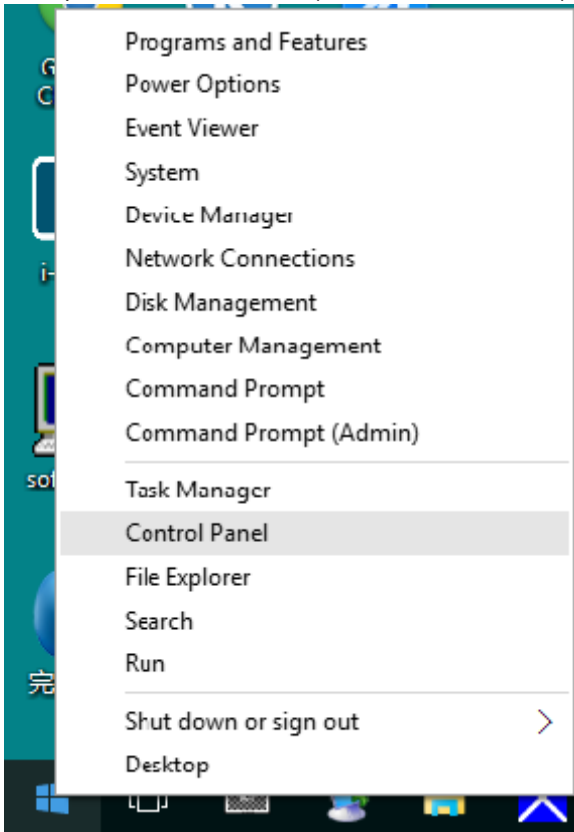 Programs and Features
Power Options
Event Viewer
System
Device Manager
Network Connections
Disk Management
Computer Management
Command Prompt
Command Prompt (Admin)
Task Manager
Control Panel
File Explorer
Search
Run
Shut down or sign out
Desktop